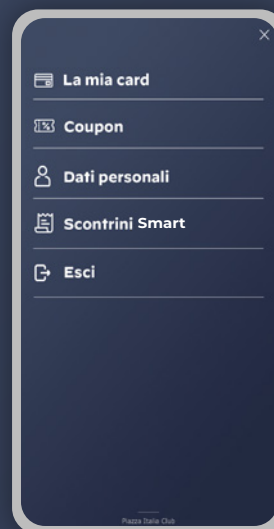 La mia card
Coupon
Dati personali
Scontrini Smart
Esci
Piazza Italia Club